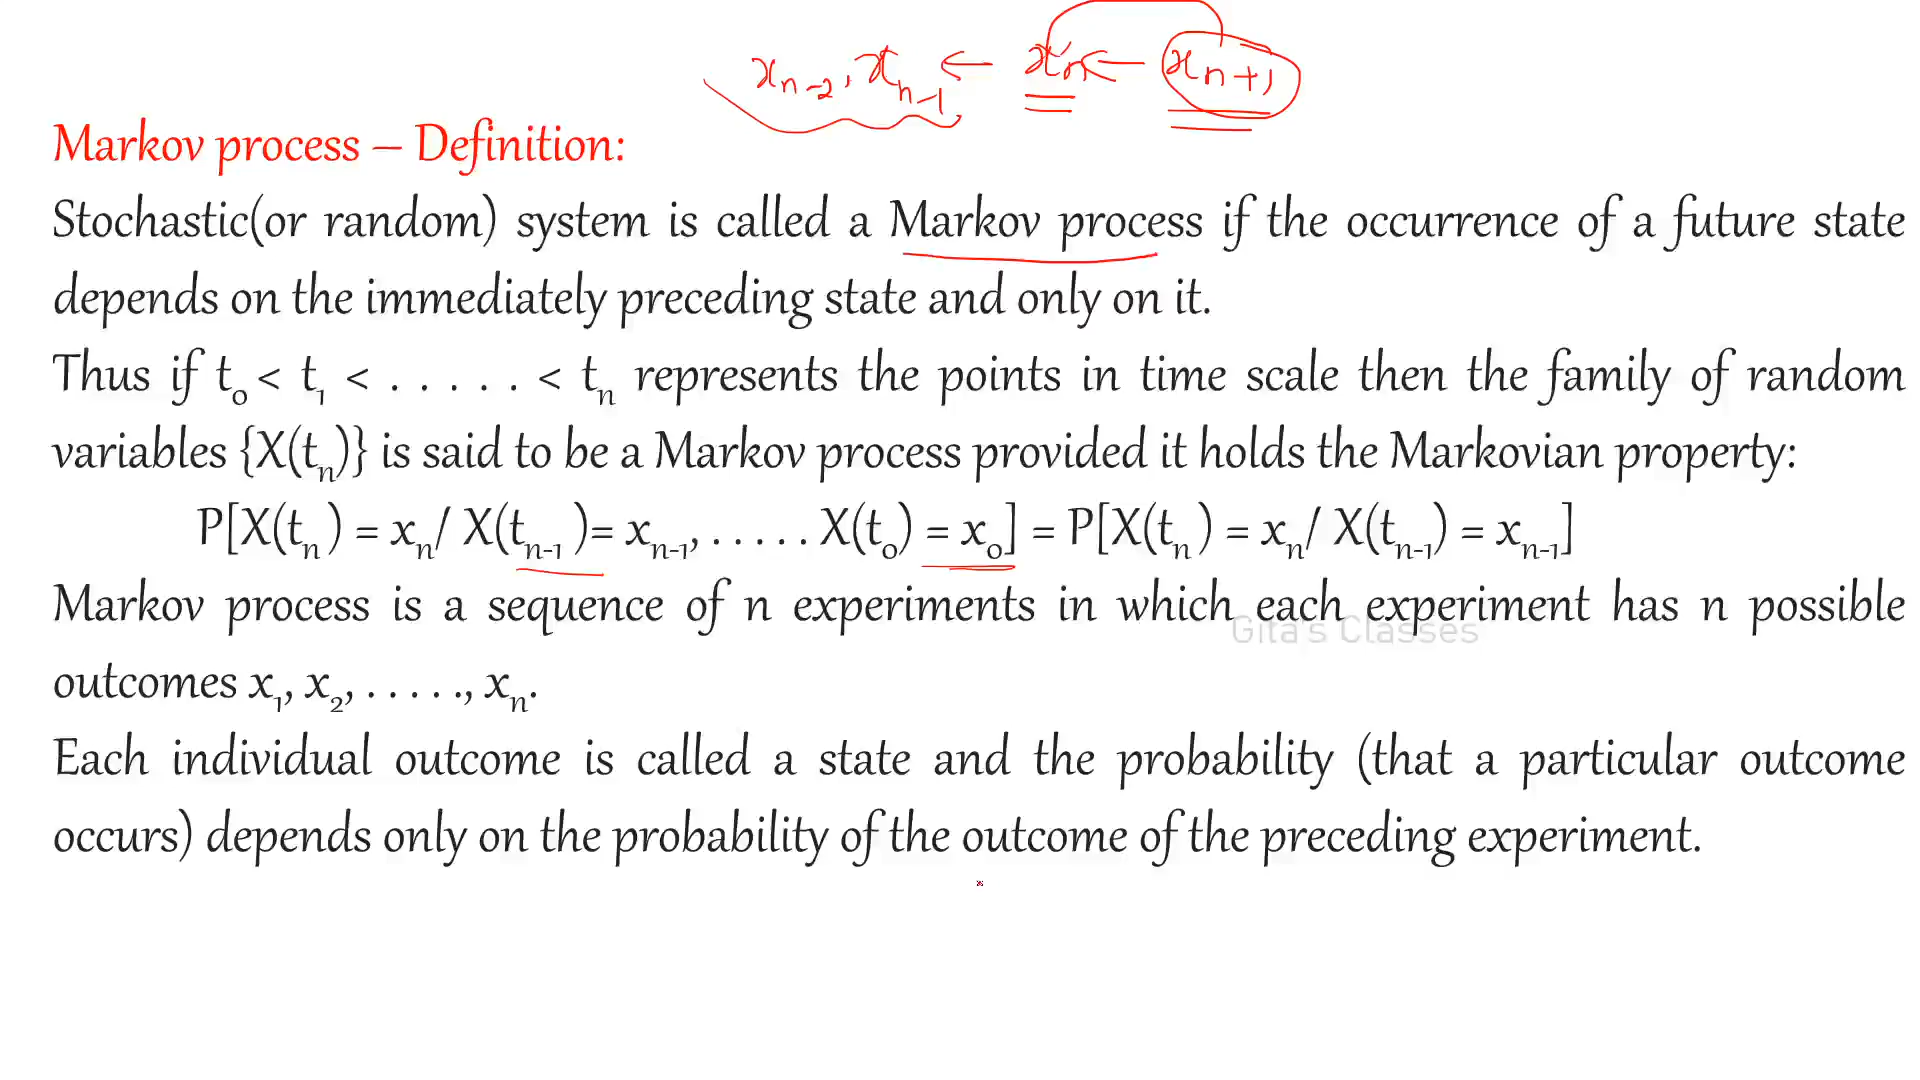 xn-2, xn-1 ← xn ← xn+1
Markov process – Definition:
Stochastic(or random) system is called a Markov process if the occurrence of a future state
depends on the immediately preceding state and only on it.
Thus if t₀ < t₁ < . . . . . < tₙ represents the points in time scale then the family of random
variables {X(tₙ)} is said to be a Markov process provided it holds the Markovian property:
P[X(tₙ) = xₙ/ X(tₙ₋₁)= xₙ₋₁, . . . . . X(t₀) = x₀] = P[X(tₙ) = xₙ/ X(tₙ₋₁) = xₙ₋₁]
Markov process is a sequence of n experiments in which each experiment has n possible
Gita's Classes
outcomes x₁, x₂, . . . . ., xₙ.
Each individual outcome is called a state and the probability (that a particular outcome
occurs) depends only on the probability of the outcome of the preceding experiment.